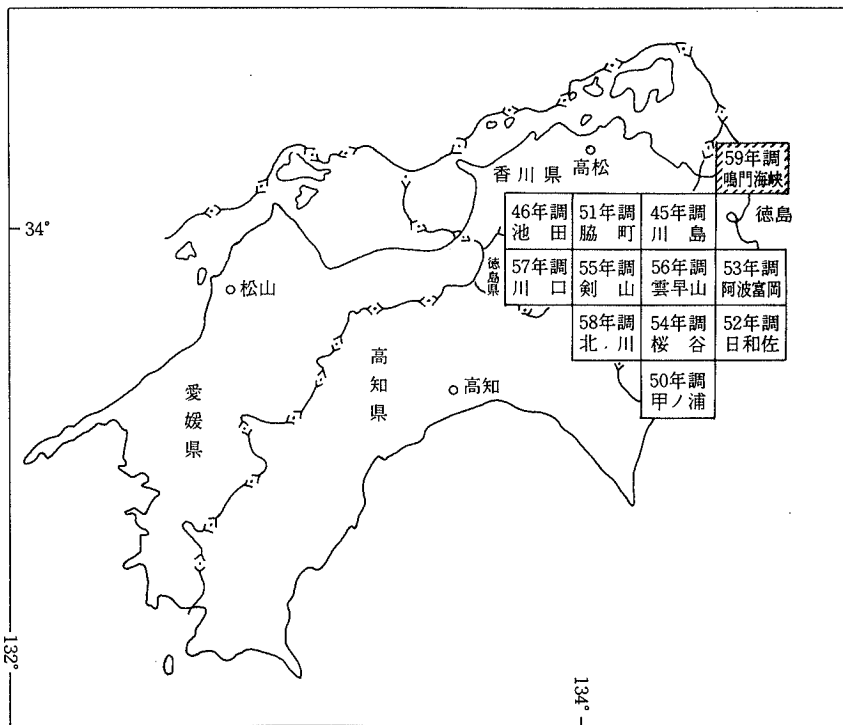 59年調
鳴門海峡
香川県
高松
徳島
34°
46年調
池田
51年調
脇町
45年調
川島
徳島県
57年調
川口
55年調
剣山
56年調
雲早山
53年調
阿波富岡
松山
58年調
北川
54年調
桜谷
52年調
日和佐
高知県
高知
愛媛県
50年調
甲ノ浦
132°
134°